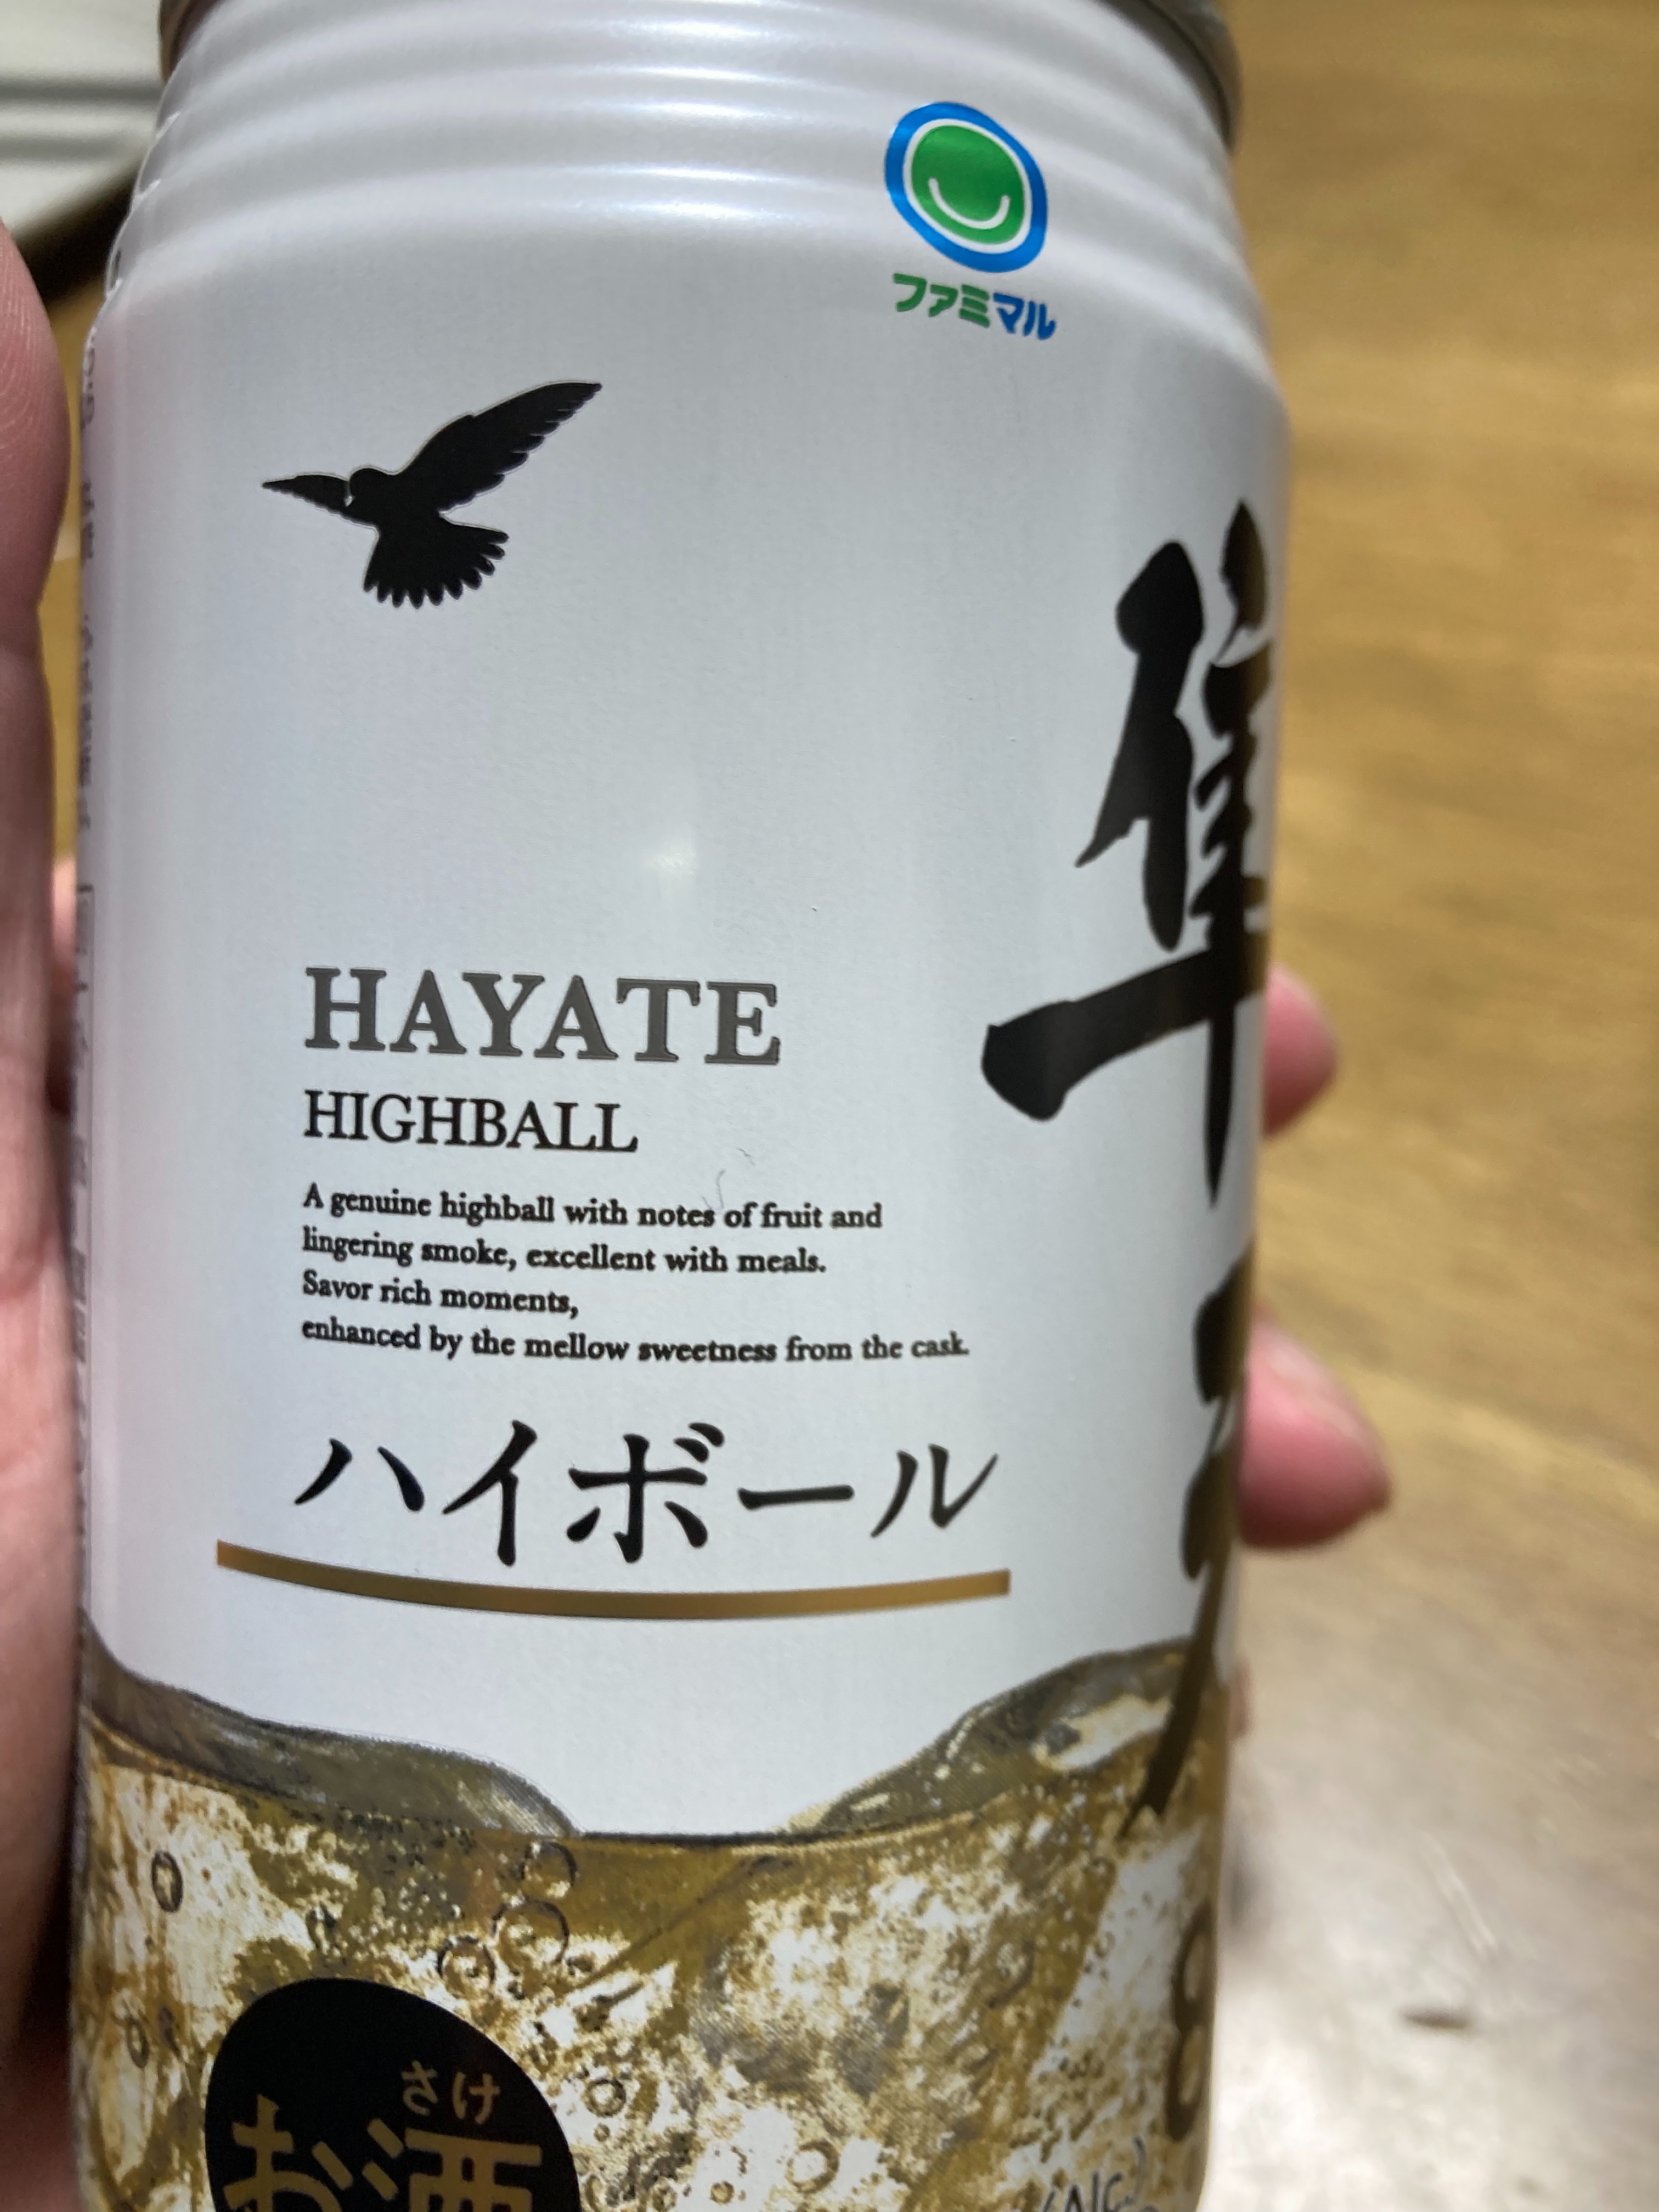 ファミマル
隼
HAYATE
HIGHBALL
A genuine highball with notes of fruit and
lingering smoke, excellent with meals.
Savor rich moments,
enhanced by the mellow sweetness from the cask.
ハイボール
さけ
お酒
8